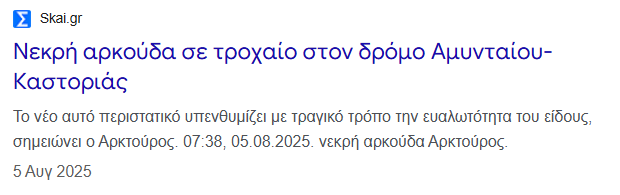 Skai.gr
Νεκρή αρκούδα σε τροχαίο στον δρόμο Αμυνταίου-
Καστοριάς
Το νέο αυτό περιστατικό υπενθυμίζει με τραγικό τρόπο την ευαλωτότητα του είδους,
σημειώνει ο Αρκτούρος. 07:38, 05.08.2025. νεκρή αρκούδα Αρκτούρος.
5 Αυγ 2025